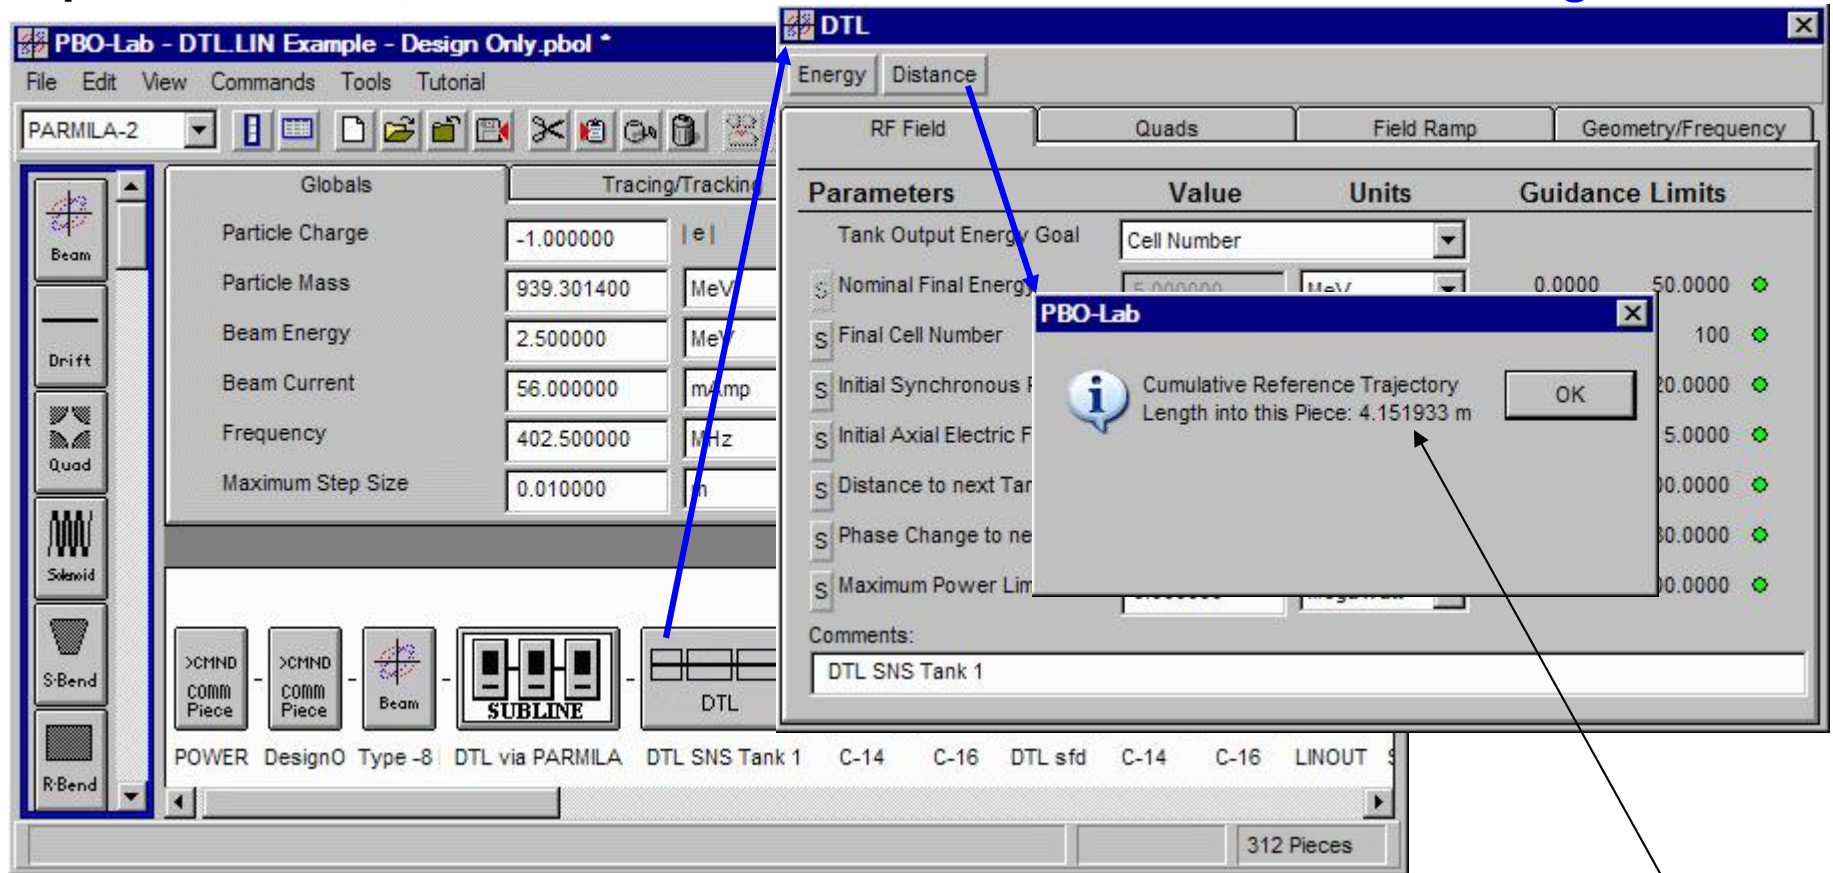 PBO-Lab - DTL.LIN Example - Design Only.pbol *
File Edit View Commands Tools Tutorial
PARMILA-2
Beam
Drift
Quad
Solenoid
S-Bend
R-Bend
Globals Tracing/Tracking
Particle Charge -1.000000 |e|
Particle Mass 939.301400 MeV
Beam Energy 2.500000 MeV
Beam Current 56.000000 mAmp
Frequency 402.500000 MHz
Maximum Step Size 0.010000 m
>CMND COMM Piece
>CMND COMM Piece
Beam
SUBLINE
DTL
POWER DesignO Type -8 DTL via PARMILA DTL SNS Tank 1 C-14 C-16 DTL sfd C-14 C-16 LINOUT
312 Pieces
DTL
Energy Distance
RF Field Quads Field Ramp Geometry/Frequency
Parameters Value Units Guidance Limits
Tank Output Energy Goal Cell Number
S Nominal Final Energy 5.000000 MeV 0.0000 50.0000
S Final Cell Number 100
S Initial Synchronous
S Initial Axial Electric 5.0000
S Distance to next
S Phase Change to
S Maximum Power
Comments:
DTL SNS Tank 1
PBO-Lab
Cumulative Reference Trajectory
Length into this Piece: 4.151933 m
OK